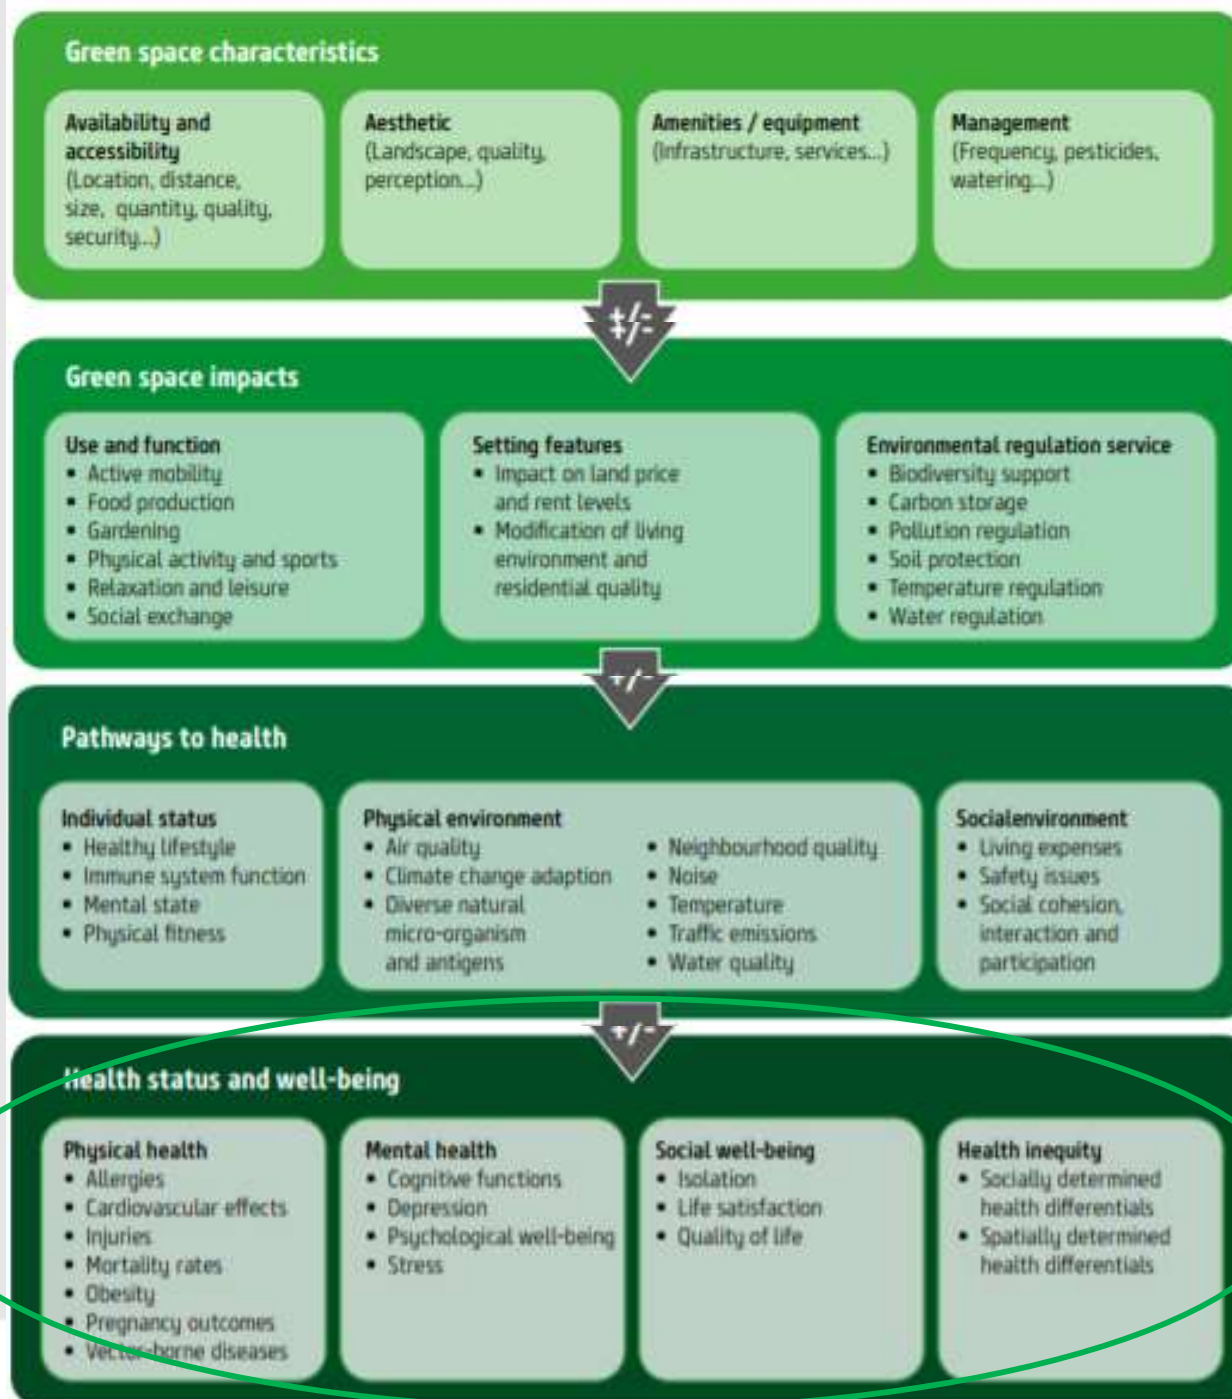 Green space characteristics
Availability and
accessibility
(Location, distance,
size, quantity, quality,
security...)
Aesthetic
(Landscape, quality,
perception...)
Amenities / equipment
(Infrastructure, services...)
Management
(Frequency, pesticides,
watering...)
+/-
+/-
Green space impacts
Use and function
• Active mobility
• Food production
• Gardening
• Physical activity and sports
• Relaxation and leisure
• Social exchange
Setting features
• Impact on land price
and rent levels
• Modification of living
environment and
residential quality
Environmental regulation service
• Biodiversity support
• Carbon storage
• Pollution regulation
• Soil protection
• Temperature regulation
• Water regulation
+/-
Pathways to health
Individual status
• Healthy lifestyle
• Immune system function
• Mental state
• Physical fitness
Physical environment
• Air quality
• Climate change adaption
• Diverse natural
micro-organism
and antigens
• Neighbourhood quality
• Noise
• Temperature
• Traffic emissions
• Water quality
Socialenvironment
• Living expenses
• Safety issues
• Social cohesion,
interaction and
participation
+/-
Health status and well-being
Physical health
• Allergies
• Cardiovascular effects
• Injuries
• Mortality rates
• Obesity
• Pregnancy outcomes
• Vector-borne diseases
Mental health
• Cognitive functions
• Depression
• Psychological well-being
• Stress
Social well-being
• Isolation
• Life satisfaction
• Quality of life
Health inequity
• Socially determined
health differentials
• Spatially determined
health differentials